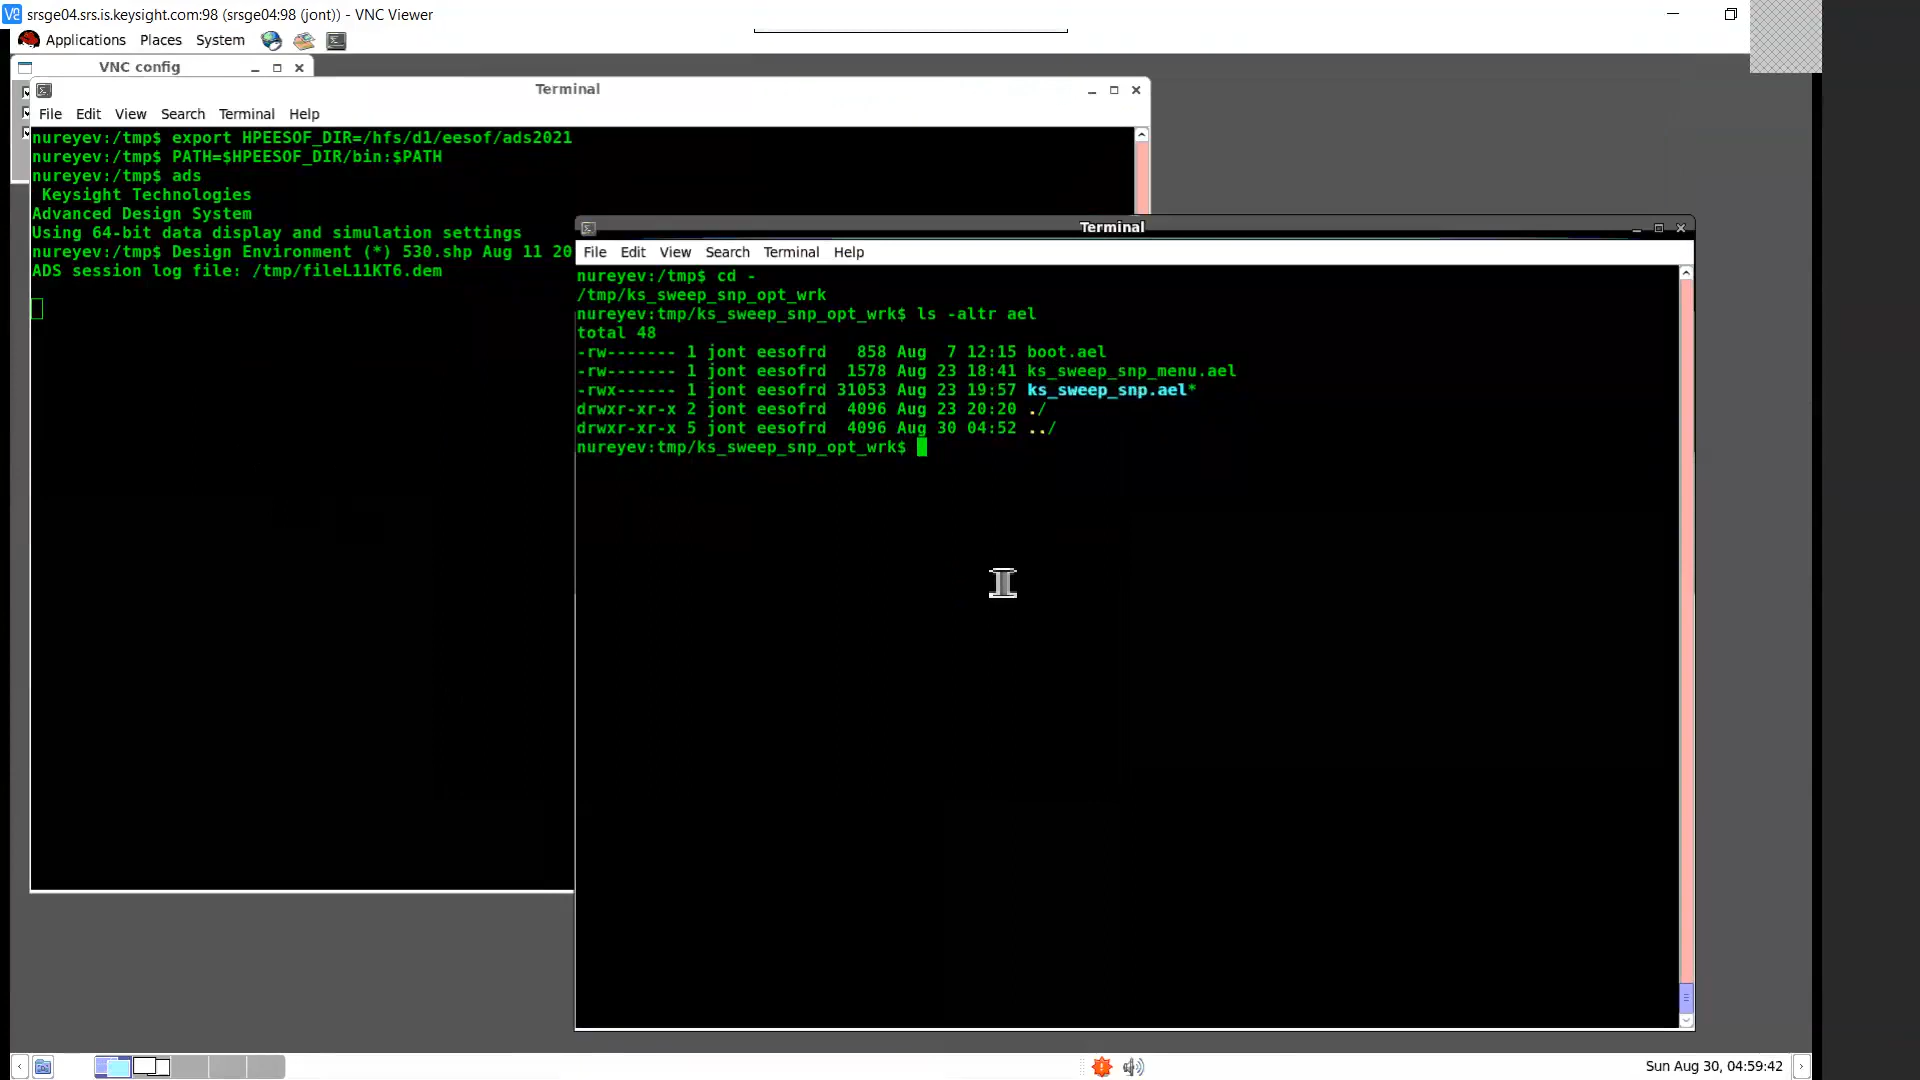 srsge04.srs.is.keysight.com:98 (srsge04:98 (jont)) - VNC Viewer
Applications Places System
VNC config
Terminal
File Edit View Search Terminal Help
nureyev:/tmp$ export HPEESOF_DIR=/hfs/d1/eesof/ads2021
nureyev:/tmp$ PATH=$HPEESOF_DIR/bin:$PATH
nureyev:/tmp$ ads
Keysight Technologies
Advanced Design System
Using 64-bit data display and simulation settings
nureyev:/tmp$ Design Environment (*) 530.shp Aug 11 20
ADS session log file: /tmp/fileL11KT6.dem
Terminal
File Edit View Search Terminal Help
nureyev:/tmp$ cd -
/tmp/ks_sweep_snp_opt_wrk
nureyev:tmp/ks_sweep_snp_opt_wrk$ ls -altr ael
total 48
-rw------- 1 jont eesofrd 858 Aug 7 12:15 boot.ael
-rw------- 1 jont eesofrd 1578 Aug 23 18:41 ks_sweep_snp_menu.ael
-rwx------ 1 jont eesofrd 31053 Aug 23 19:57 ks_sweep_snp.ael*
drwxr-xr-x 2 jont eesofrd 4096 Aug 23 20:20 ./
drwxr-xr-x 5 jont eesofrd 4096 Aug 30 04:52 ../
nureyev:tmp/ks_sweep_snp_opt_wrk$
Sun Aug 30, 04:59:42